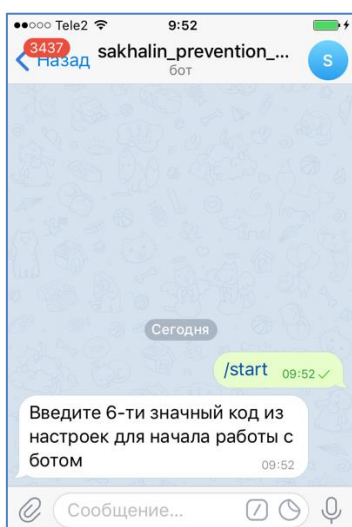 Tele2 9:52
3437
Назад sakhalin_prevention_...
бот
S
Сегодня
/start 09:52
Введите 6-ти значный код из
настроек для начала работы с
ботом 09:52
Сообщение...